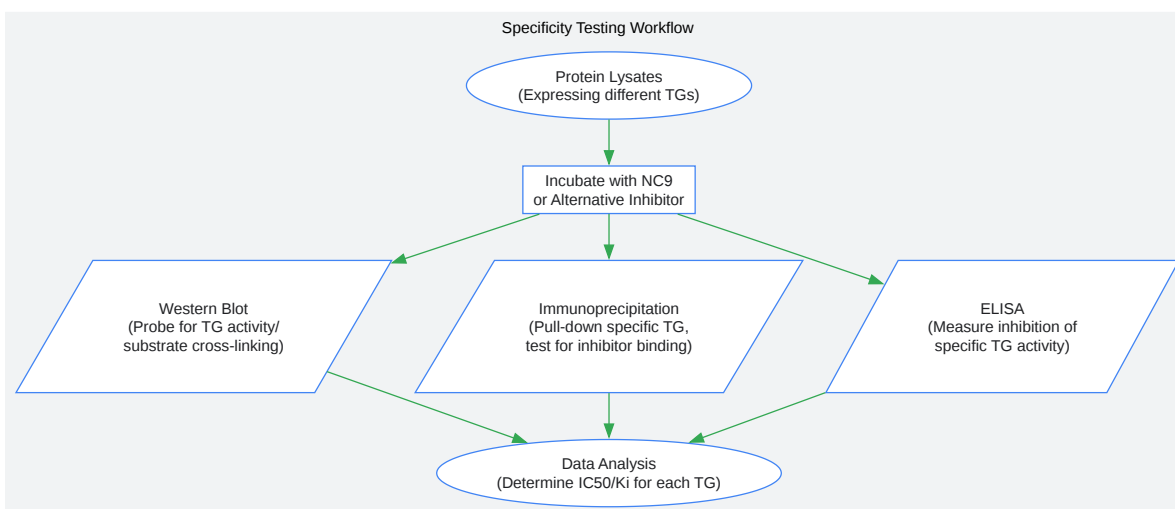 Specificity Testing Workflow
Protein Lysates
(Expressing different TGs)
Incubate with NC9
or Alternative Inhibitor
Western Blot
(Probe for TG activity/
substrate cross-linking)
Immunoprecipitation
(Pull-down specific TG,
test for inhibitor binding)
ELISA
(Measure inhibition of
specific TG activity)
Data Analysis
(Determine IC50/Ki for each TG)